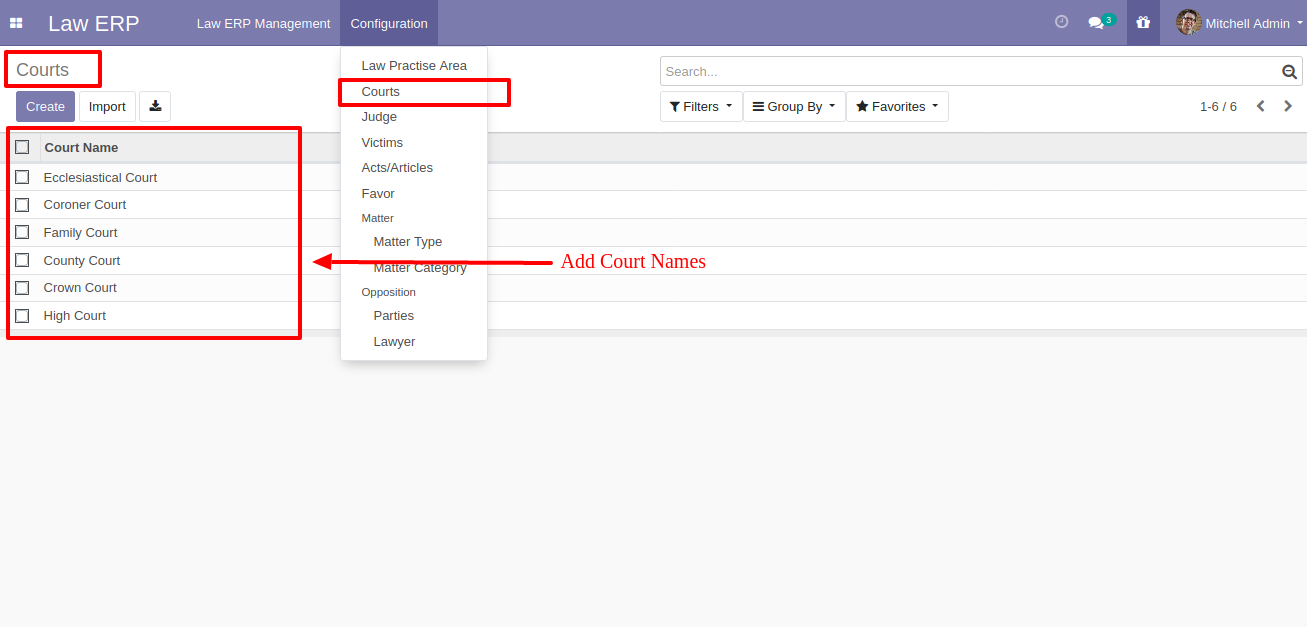 Law ERP
Law ERP Management
Configuration
3
Mitchell Admin
Courts
Search...
Create
Import
Filters
Group By
Favorites
1-6 / 6
Law Practise Area
Courts
Judge
Victims
Acts/Articles
Favor
Matter
Matter Type
Matter Category
Opposition
Parties
Lawyer
Court Name
Ecclesiastical Court
Coroner Court
Family Court
County Court
Crown Court
High Court
Add Court Names